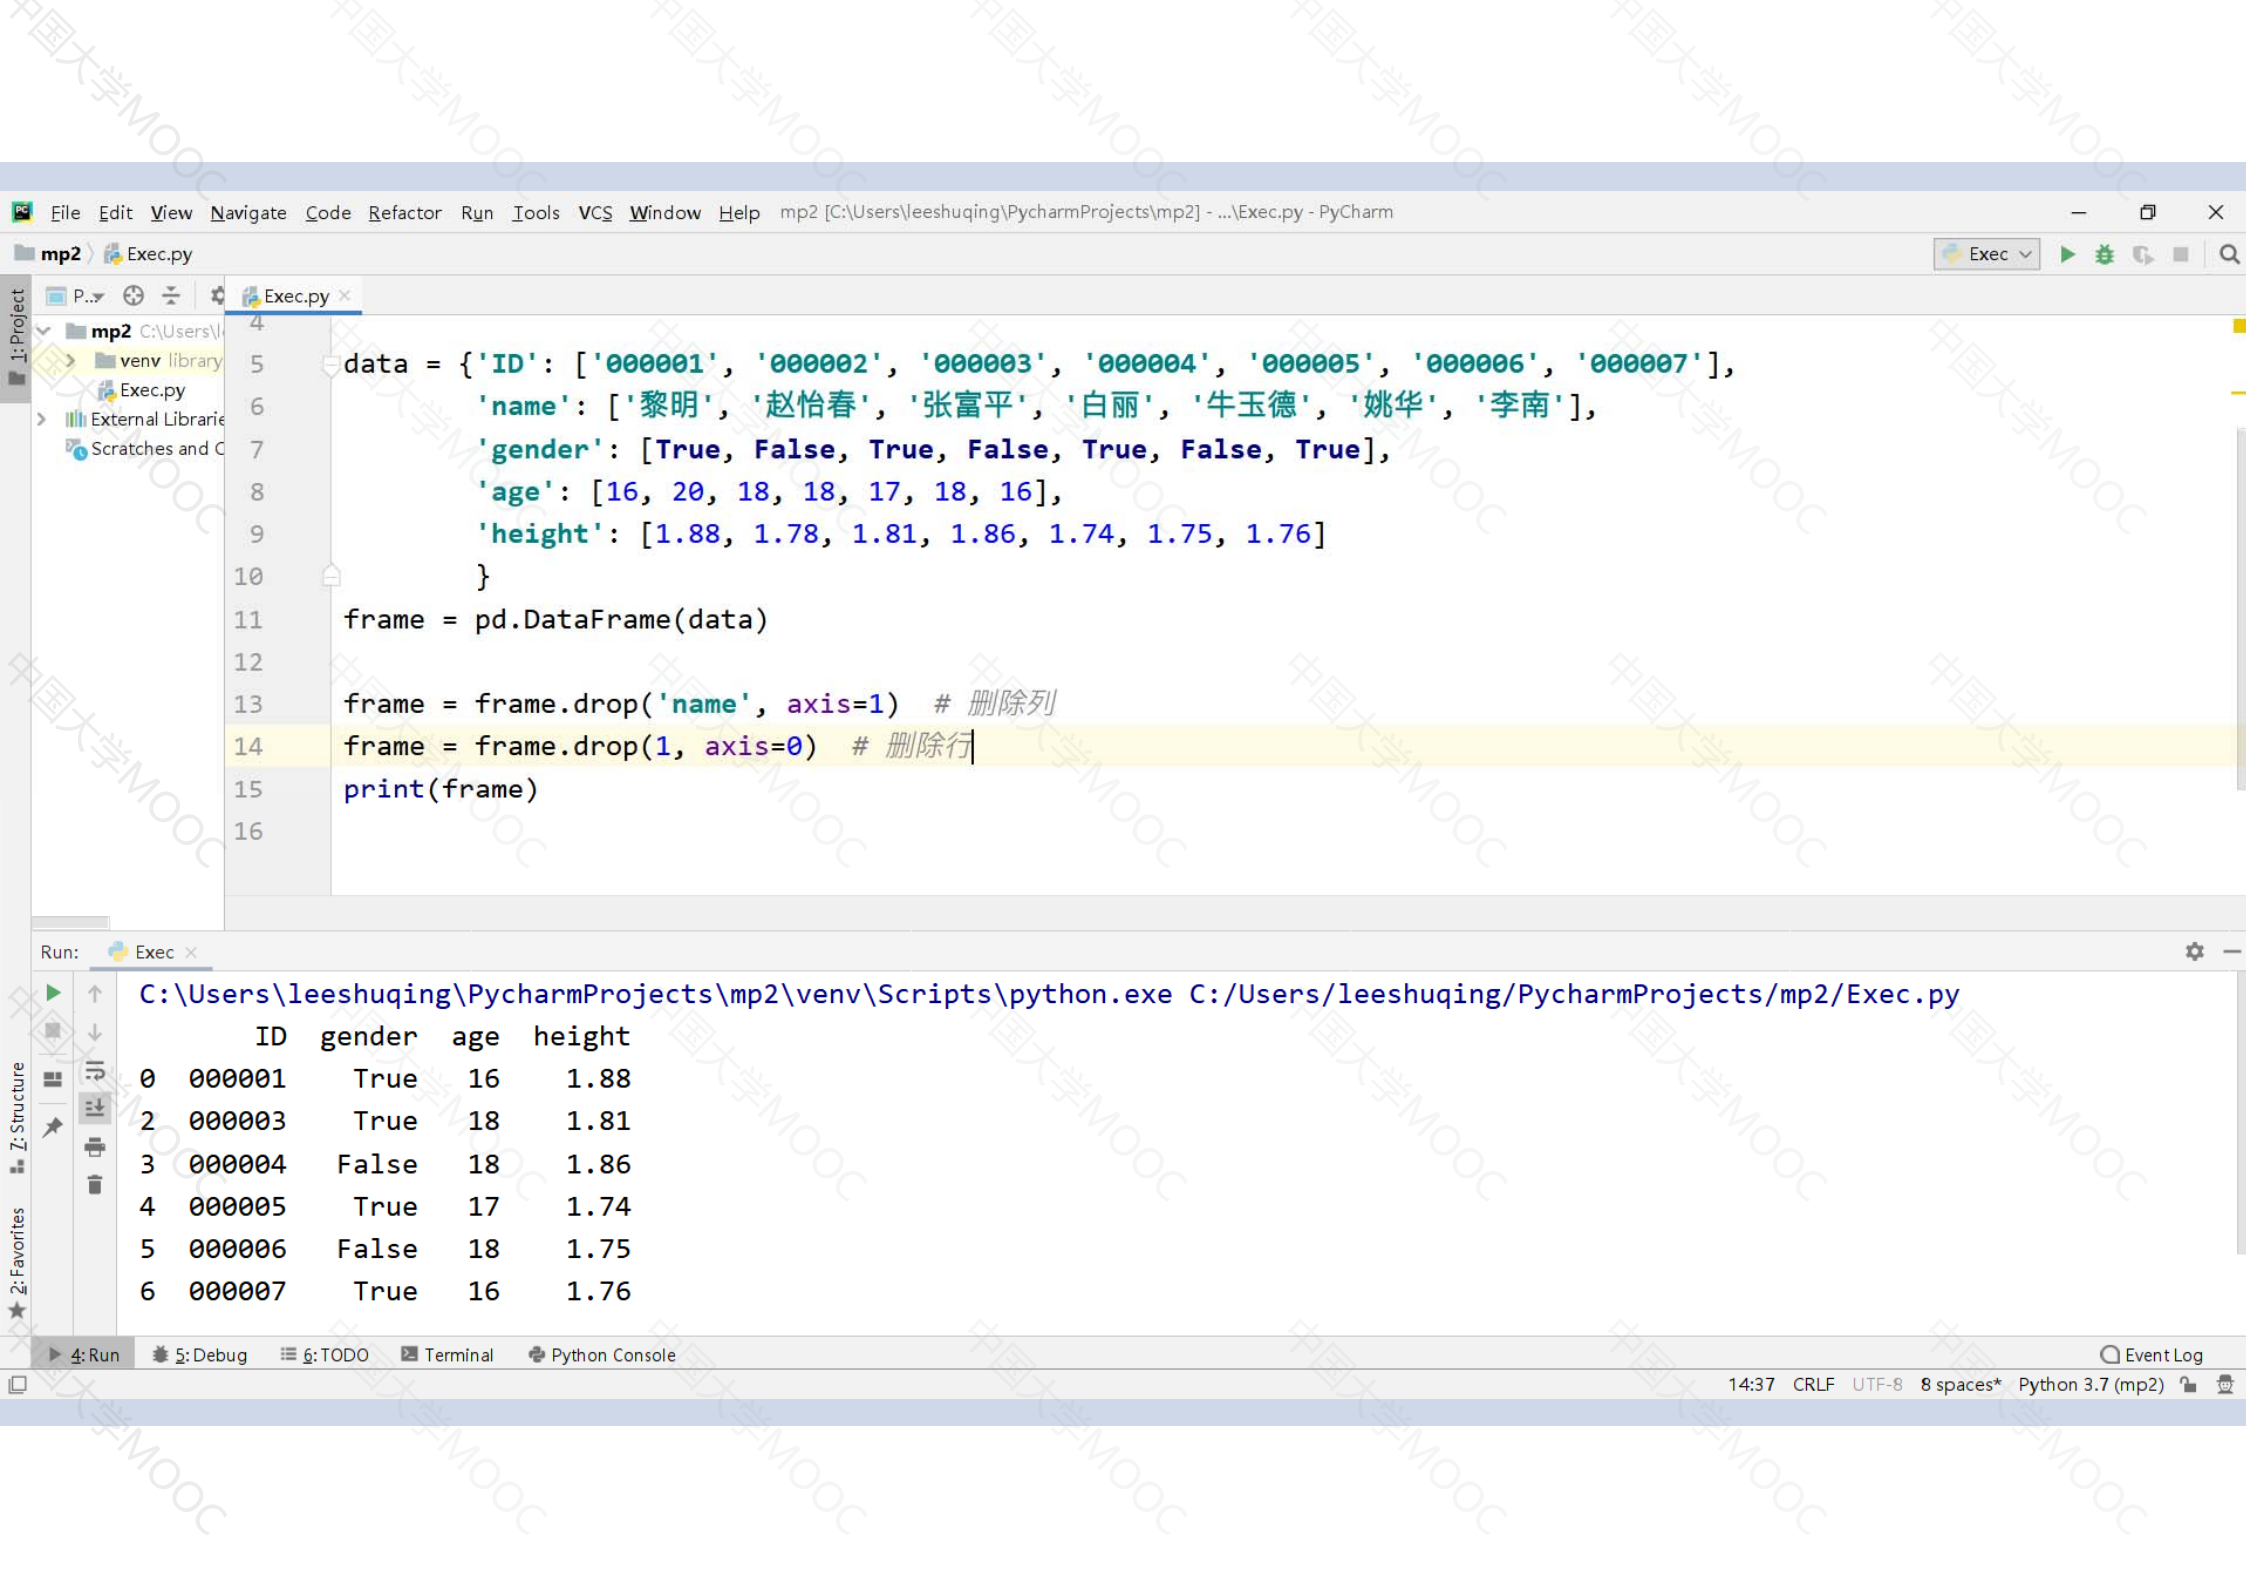 File Edit View Navigate Code Refactor Run Tools VCS Window Help mp2 [C:\Users\leeshuqing\PycharmProjects\mp2] - ...\Exec.py - PyCharm
mp2 Exec.py Exec
1: Project P.. Exec.py
mp2 C:\Users\l
venv library
Exec.py
External Librarie
Scratches and C
4
5 data = {'ID': ['000001', '000002', '000003', '000004', '000005', '000006', '000007'],
6 'name': ['黎明', '赵怡春', '张富平', '白丽', '牛玉德', '姚华', '李南'],
7 'gender': [True, False, True, False, True, False, True],
8 'age': [16, 20, 18, 18, 17, 18, 16],
9 'height': [1.88, 1.78, 1.81, 1.86, 1.74, 1.75, 1.76]
10 }
11 frame = pd.DataFrame(data)
12
13 frame = frame.drop('name', axis=1) # 删除列
14 frame = frame.drop(1, axis=0) # 删除行
15 print(frame)
16
Run: Exec
C:\Users\leeshuqing\PycharmProjects\mp2\venv\Scripts\python.exe C:/Users/leeshuqing/PycharmProjects/mp2/Exec.py
ID gender age height
0 000001 True 16 1.88
2 000003 True 18 1.81
3 000004 False 18 1.86
4 000005 True 17 1.74
5 000006 False 18 1.75
6 000007 True 16 1.76
7: Structure
2: Favorites
4: Run 5: Debug 6: TODO Terminal Python Console Event Log
14:37 CRLF UTF-8 8 spaces* Python 3.7 (mp2)
中国大学MOOC